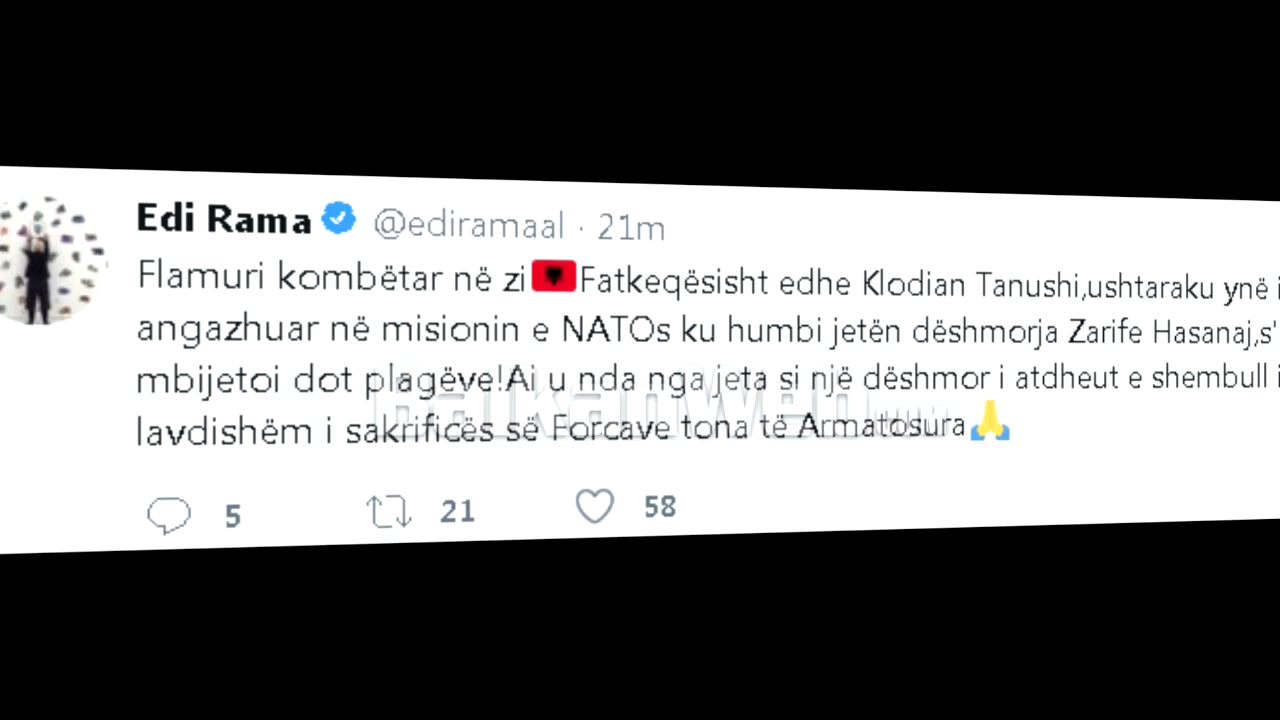 Edi Rama @ediramaal · 21m
Flamuri kombëtar në zi🇦🇱Fatkeqësisht edhe Klodian Tanushi,ushtaraku ynë i
angazhuar në misionin e NATOs ku humbi jetën dëshmorja Zarife Hasanaj,s'
mbijetoi dot plagëve!Ai u nda nga jeta si një dëshmor i atdheut e shembull i
lavdishëm i sakrificës së Forcave tona të Armatosura🙏
BalkanWeb
5 21 58